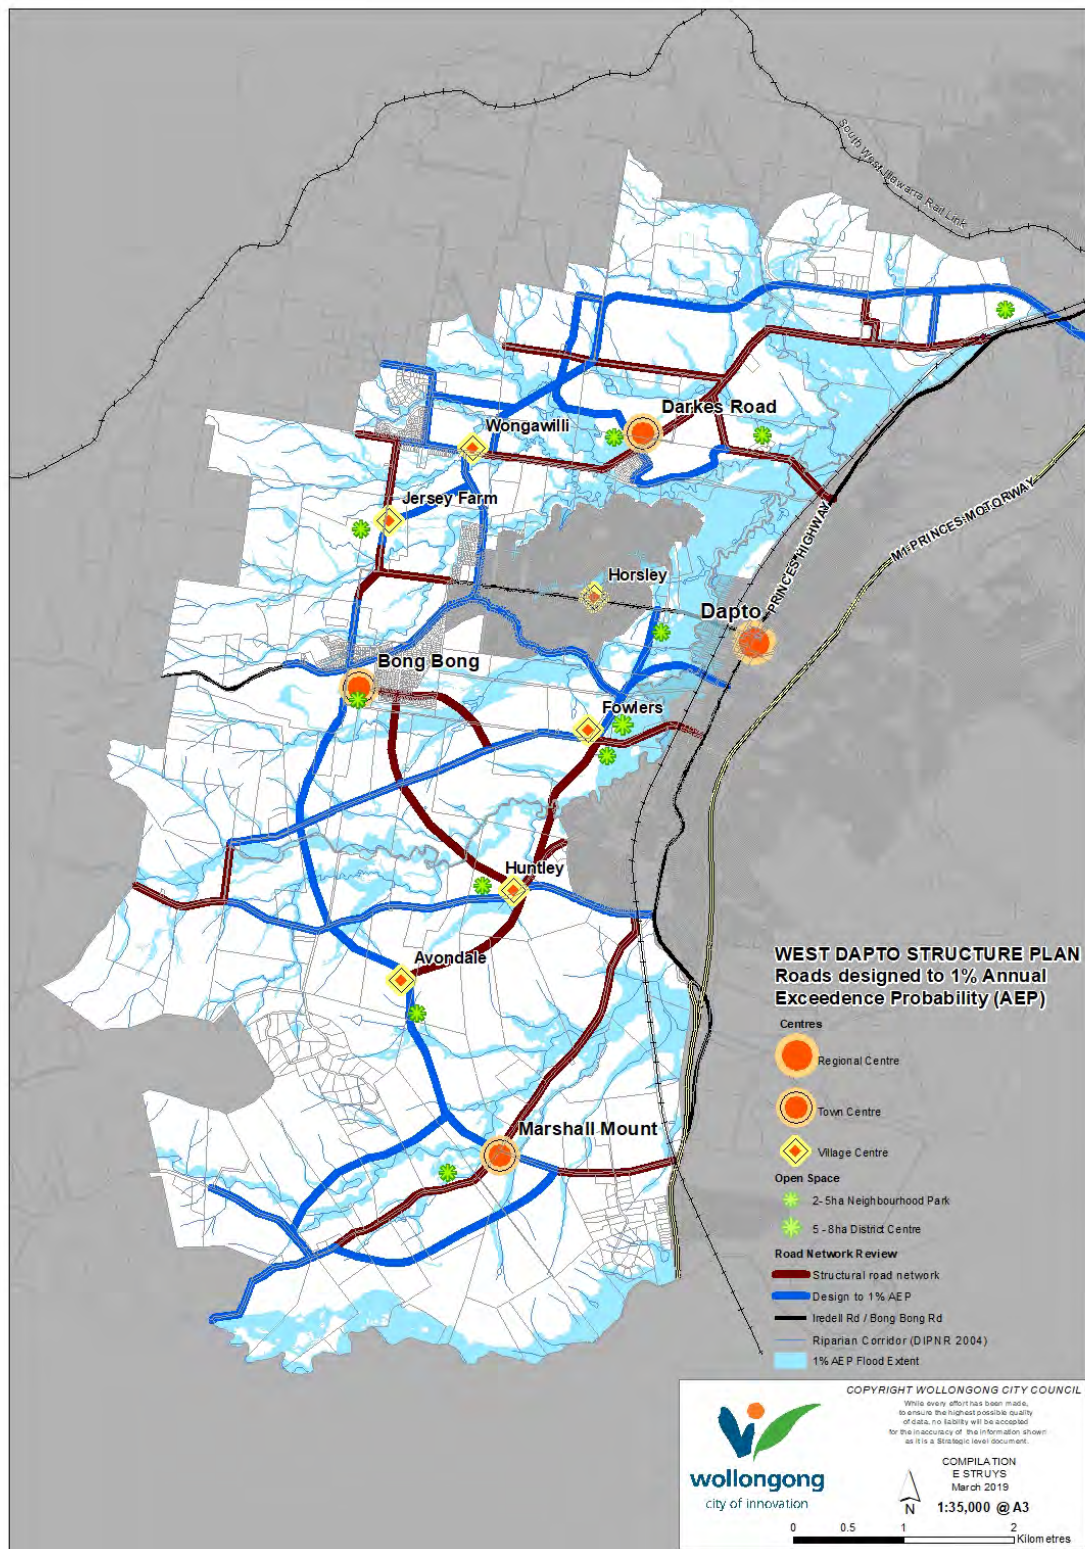 South West Illawarra Rail Link
Darkes Road
Wongawilli
Jersey Farm
PRINCES HIGHWAY
M1 PRINCES MOTORWAY
Horsley
Dapto
Bong Bong
Fowlers
Huntley
Avondale
Marshall Mount
WEST DAPTO STRUCTURE PLAN
Roads designed to 1% Annual
Exceedence Probability (AEP)
Centres
Regional Centre
Town Centre
Village Centre
Open Space
2- 5ha Neighbourhood Park
5 - 8ha District Centre
Road Network Review
Structural road network
Design to 1% AEP
Iredell Rd / Bong Bong Rd
Riparian Corridor (DIPNR 2004)
1% AEP Flood Extent
COPYRIGHT WOLLONGONG CITY COUNCIL
While every effort has been made,
to ensure the highest possible quality
of data, no liability will be accepted
for the inaccuracy of the information shown
as it is a Strategic level document.
COMPILATION
E STRUYS
March 2019
1:35,000 @ A3
N
wollongong
city of innovation
0 0.5 1 2
Kilometres